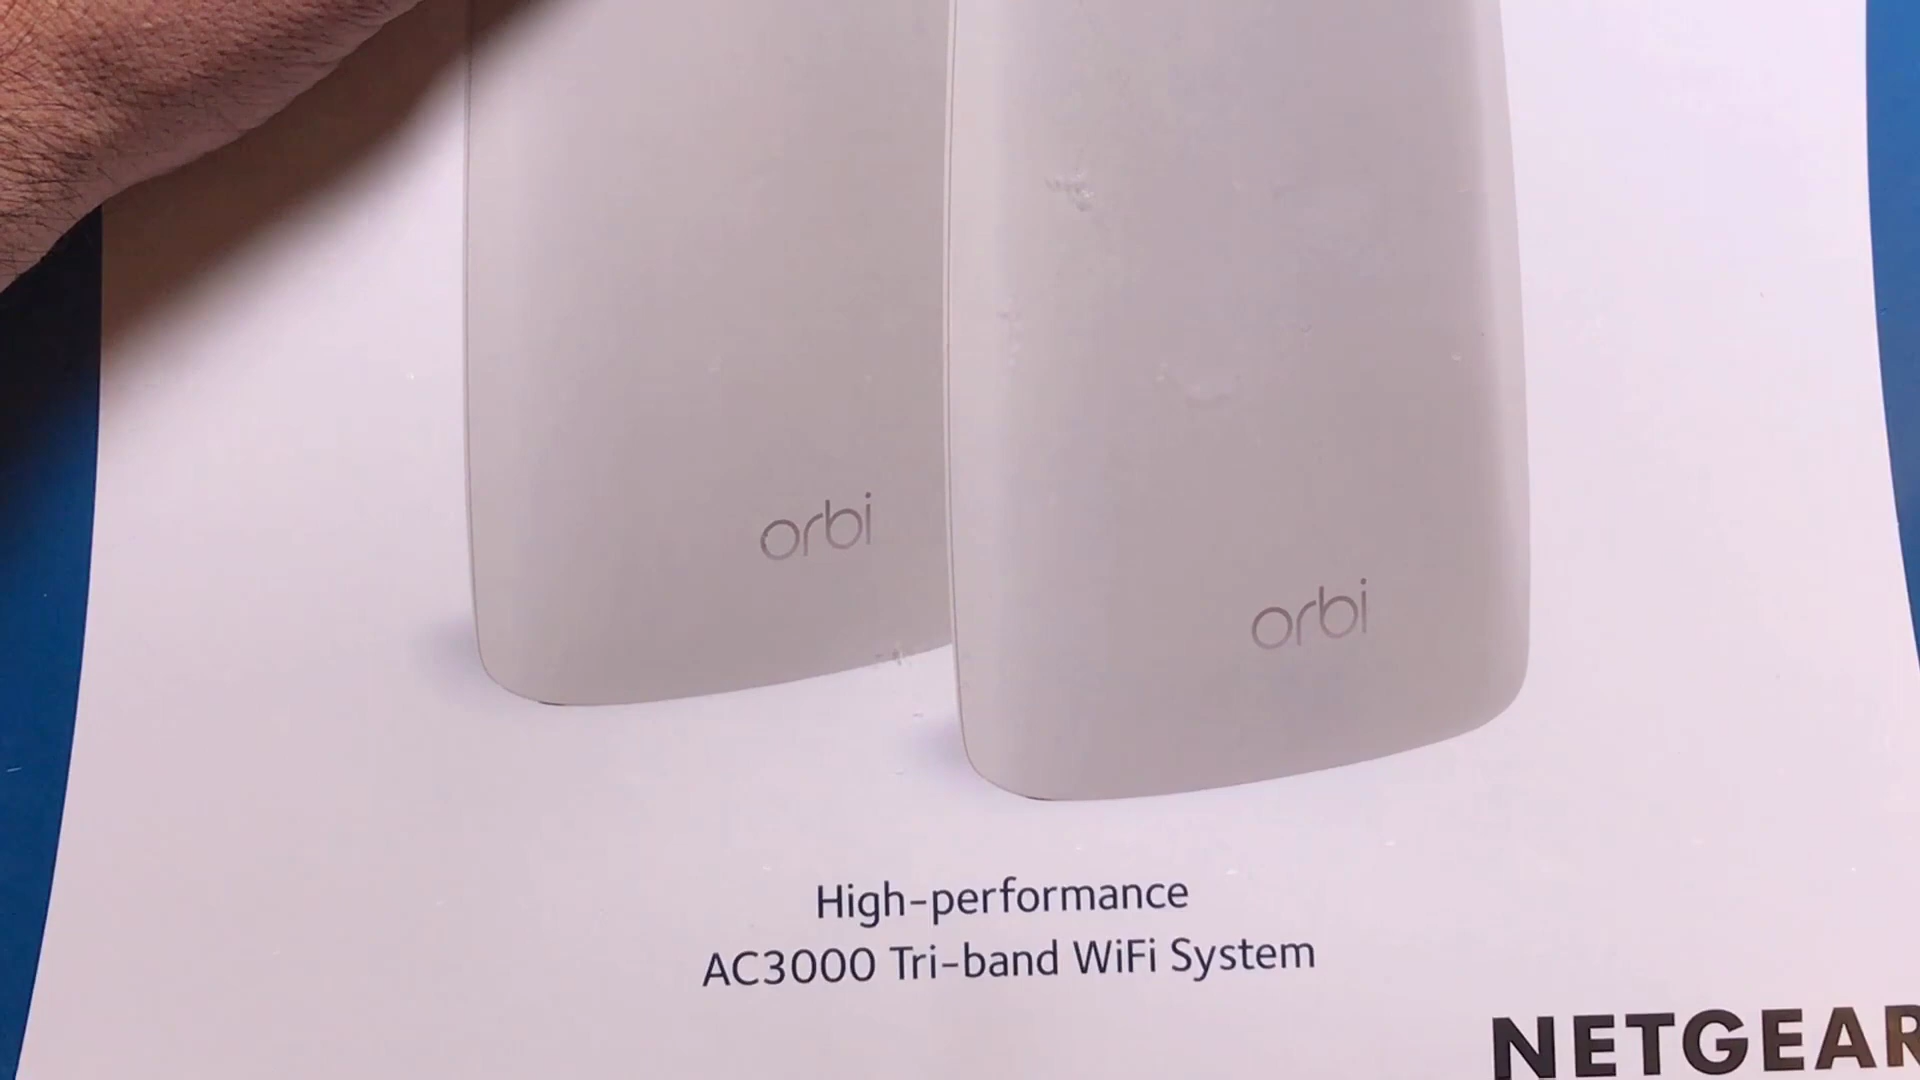 orbi
orbi
High-performance
AC3000 Tri-band WiFi System
NETGEAR